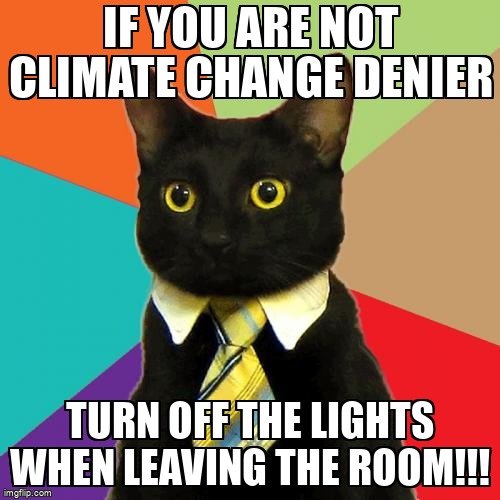 IF YOU ARE NOT
CLIMATE CHANGE DENIER
TURN OFF THE LIGHTS
WHEN LEAVING THE ROOM!!!
imgflip.com